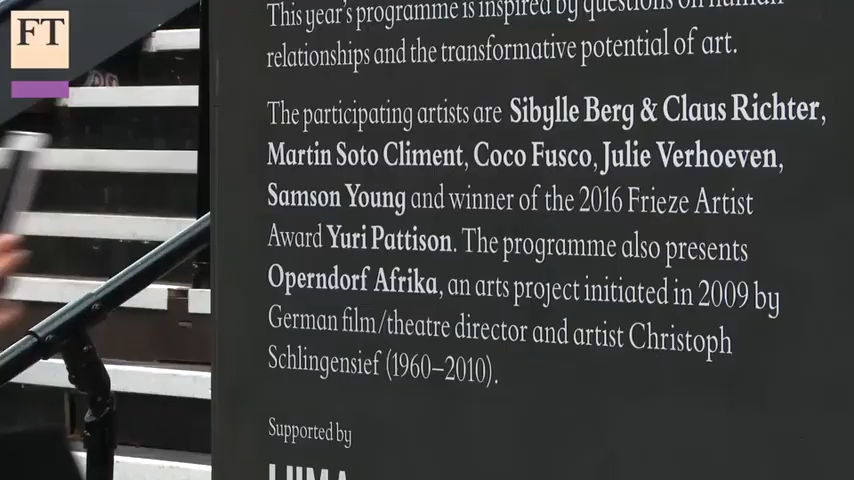 FT
This year's programme is inspired by questions on human
relationships and the transformative potential of art.
The participating artists are Sibylle Berg & Claus Richter,
Martin Soto Climent, Coco Fusco, Julie Verhoeven,
Samson Young and winner of the 2016 Frieze Artist
Award Yuri Pattison. The programme also presents
Operndorf Afrika, an arts project initiated in 2009 by
German film/theatre director and artist Christoph
Schlingensief (1960–2010).
Supported by